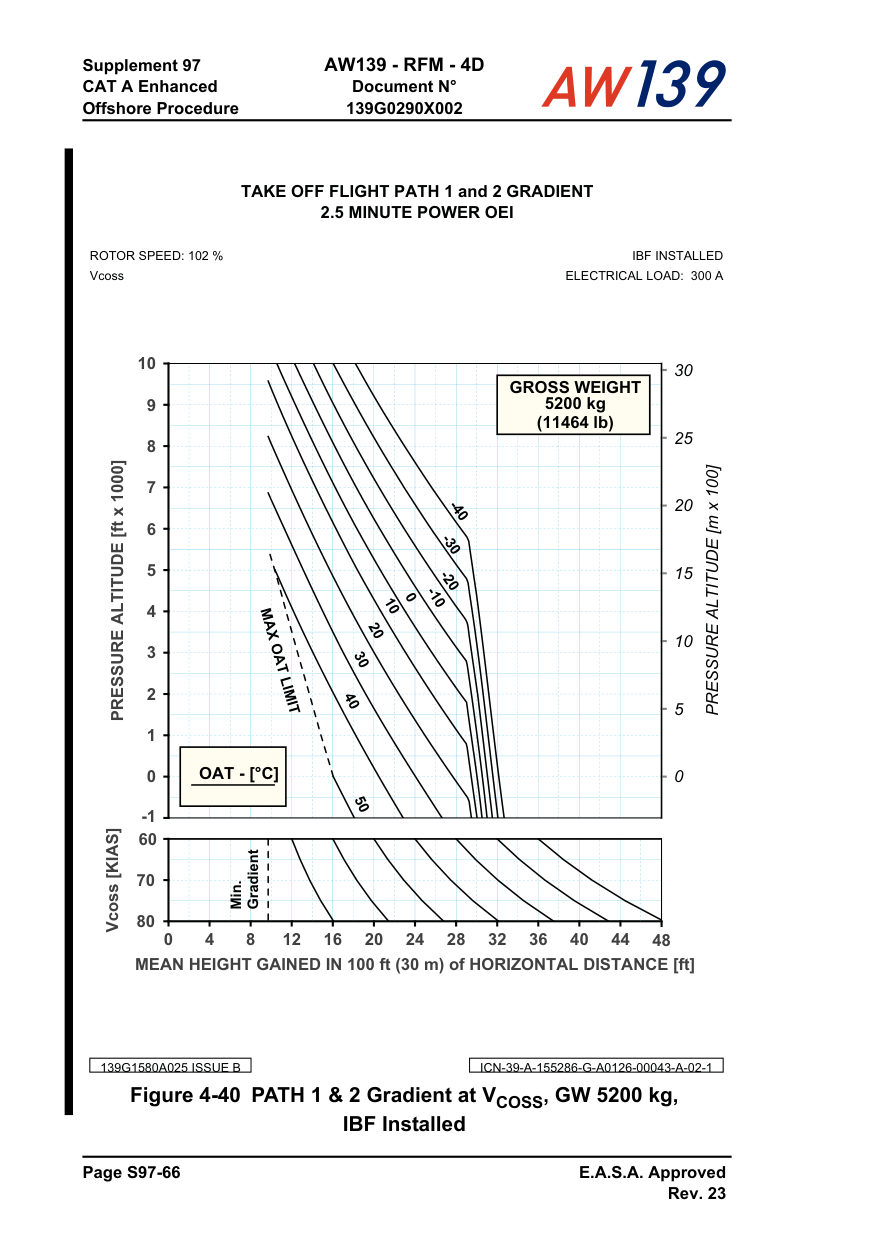 Supplement 97
CAT A Enhanced
Offshore Procedure
AW139 - RFM - 4D
Document N°
139G0290X002
AW139
TAKE OFF FLIGHT PATH 1 and 2 GRADIENT
2.5 MINUTE POWER OEI
ROTOR SPEED: 102 %
IBF INSTALLED
Vcoss
ELECTRICAL LOAD: 300 A
PRESSURE ALTITUDE [ft x 1000]
10
9
8
7
6
5
4
3
2
1
0
-1
GROSS WEIGHT
5200 kg
(11464 lb)
30
25
20
15
10
5
0
PRESSURE ALTITUDE [m x 100]
-40
-30
-20
-10
0
10
20
30
40
50
MAX OAT LIMIT
OAT - [°C]
Vcoss [KIAS]
60
70
80
Min.
Gradient
0 4 8 12 16 20 24 28 32 36 40 44 48
MEAN HEIGHT GAINED IN 100 ft (30 m) of HORIZONTAL DISTANCE [ft]
139G1580A025 ISSUE B
ICN-39-A-155286-G-A0126-00043-A-02-1
Figure 4-40 PATH 1 & 2 Gradient at VCOSS, GW 5200 kg,
IBF Installed
Page S97-66
E.A.S.A. Approved
Rev. 23